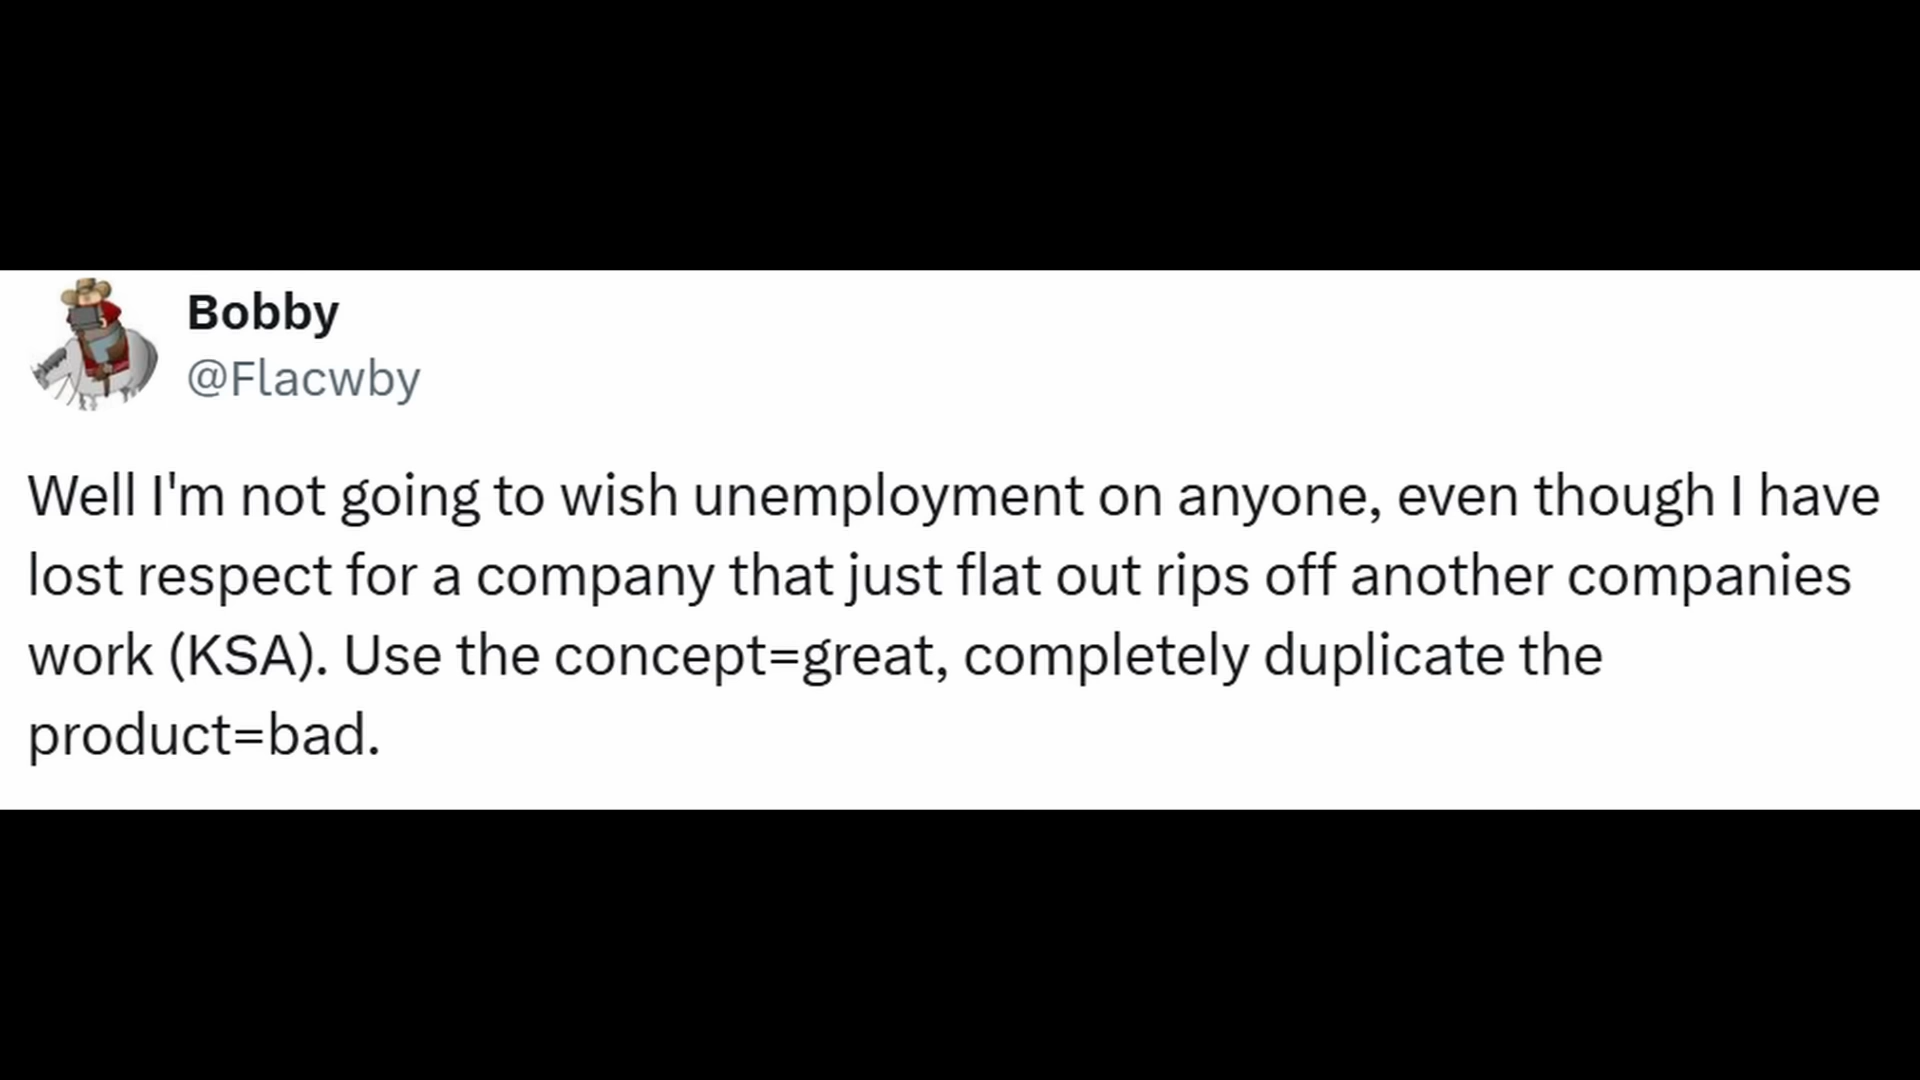 Bobby
@Flacwby
Well I'm not going to wish unemployment on anyone, even though I have
lost respect for a company that just flat out rips off another companies
work (KSA). Use the concept=great, completely duplicate the
product=bad.